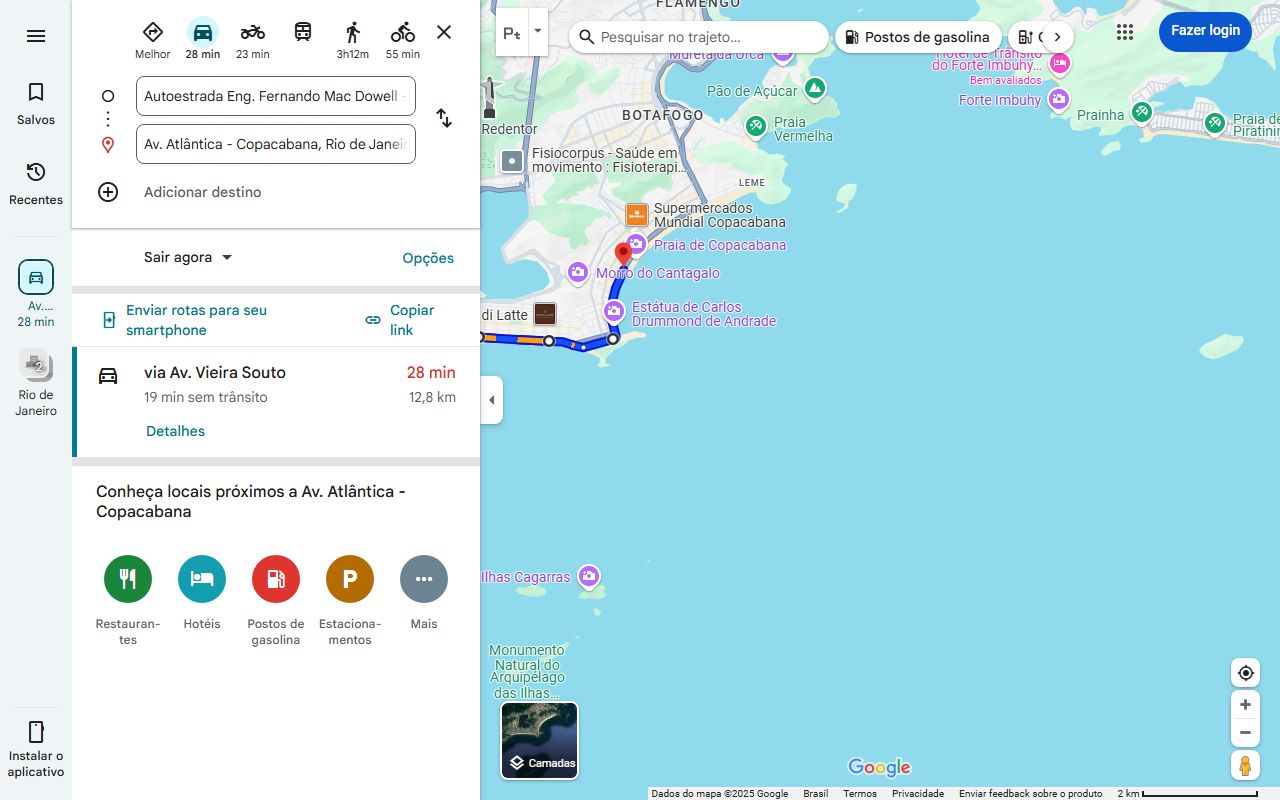 Salvos
Recentes
Av....
28 min
2
Rio de
Janeiro
Instalar o
aplicativo
Melhor
28 min
23 min
3h12m
55 min
Autoestrada Eng. Fernando Mac Dowell -
Av. Atlântica - Copacabana, Rio de Janei
Adicionar destino
Sair agora
Opções
Enviar rotas para seu
smartphone
Copiar
link
via Av. Vieira Souto
28 min
19 min sem trânsito
12,8 km
Detalhes
Conheça locais próximos a Av. Atlântica -
Copacabana
P
Restauran-
tes
Hotéis
Postos de
gasolina
Estaciona-
mentos
Mais
Pesquisar no trajeto...
Postos de gasolina
Fazer login
FLAMENGO
Mureta da Urca
Pão de Açúcar
BOTAFOGO
Praia
Vermelha
Redentor
Fisiocorpus - Saúde em
movimento : Fisioterapi...
LEME
Supermercados
Mundial Copacabana
Praia de Copacabana
Morro do Cantagalo
di Latte
Estátua de Carlos
Drummond de Andrade
Hotel de Trânsito
do Forte Imbuhy...
Bem avaliados
Forte Imbuhy
Prainha
Praia de
Piratinin
Ilhas Cagarras
Monumento
Natural do
Arquipélago
das Ilhas...
Camadas
Google
Dados do mapa ©2025 Google
Brasil
Termos
Privacidade
Enviar feedback sobre o produto
2 km